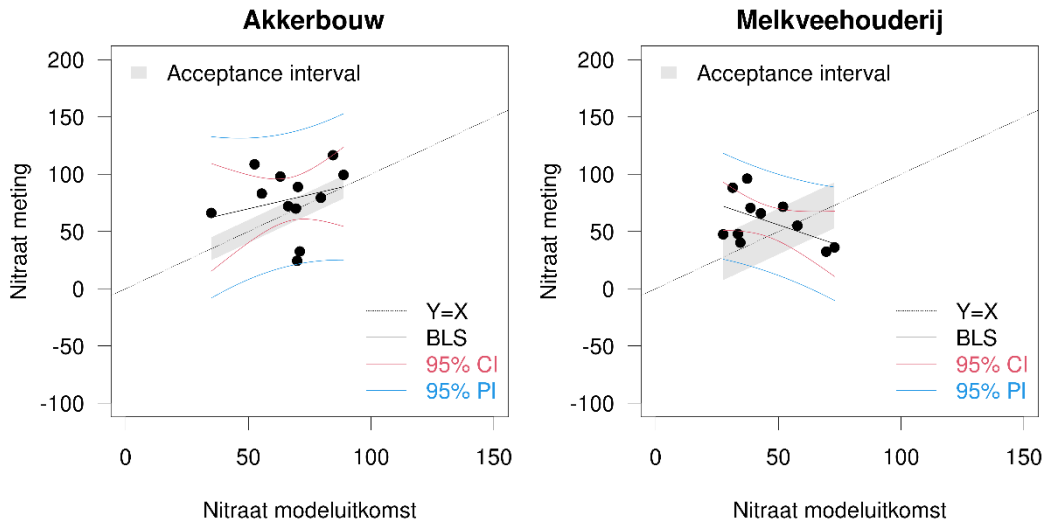 Akkerbouw
Acceptance interval
Nitraat meting
200
150
100
50
0
-50
-100
Y=X
BLS
95% CI
95% PI
0 50 100 150
Nitraat modeluitkomst
Melkveehouderij
Acceptance interval
Nitraat meting
200
150
100
50
0
-50
-100
Y=X
BLS
95% CI
95% PI
0 50 100 150
Nitraat modeluitkomst